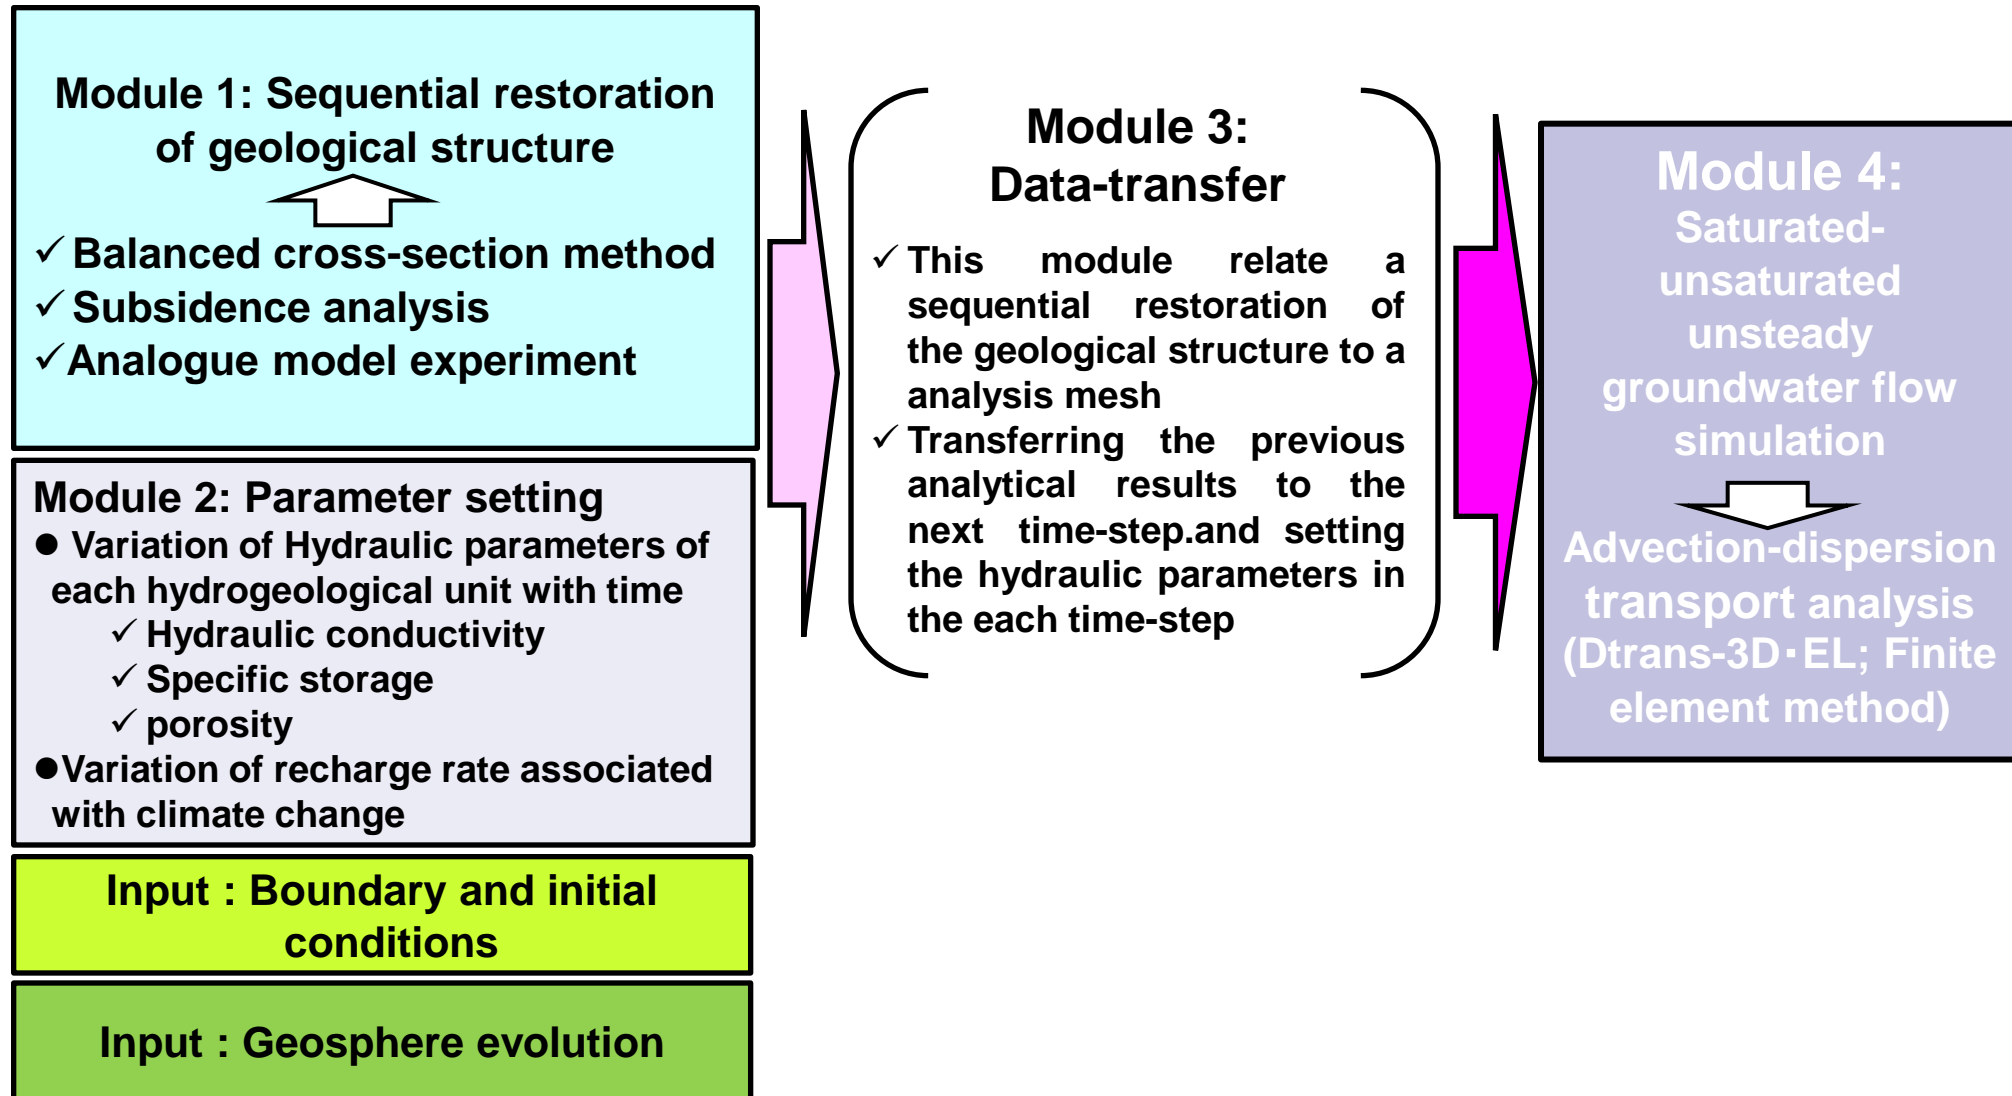 Module 1: Sequential restoration
of geological structure
✓ Balanced cross-section method
✓ Subsidence analysis
✓ Analogue model experiment
Module 2: Parameter setting
● Variation of Hydraulic parameters of
each hydrogeological unit with time
✓ Hydraulic conductivity
✓ Specific storage
✓ porosity
● Variation of recharge rate associated
with climate change
Input : Boundary and initial
conditions
Input : Geosphere evolution
Module 3:
Data-transfer
✓ This module relate a
sequential restoration of
the geological structure to a
analysis mesh
✓ Transferring the previous
analytical results to the
next time-step.and setting
the hydraulic parameters in
the each time-step
Module 4:
Saturated-
unsaturated
unsteady
groundwater flow
simulation
Advection-dispersion
transport analysis
(Dtrans-3D・EL; Finite
element method)